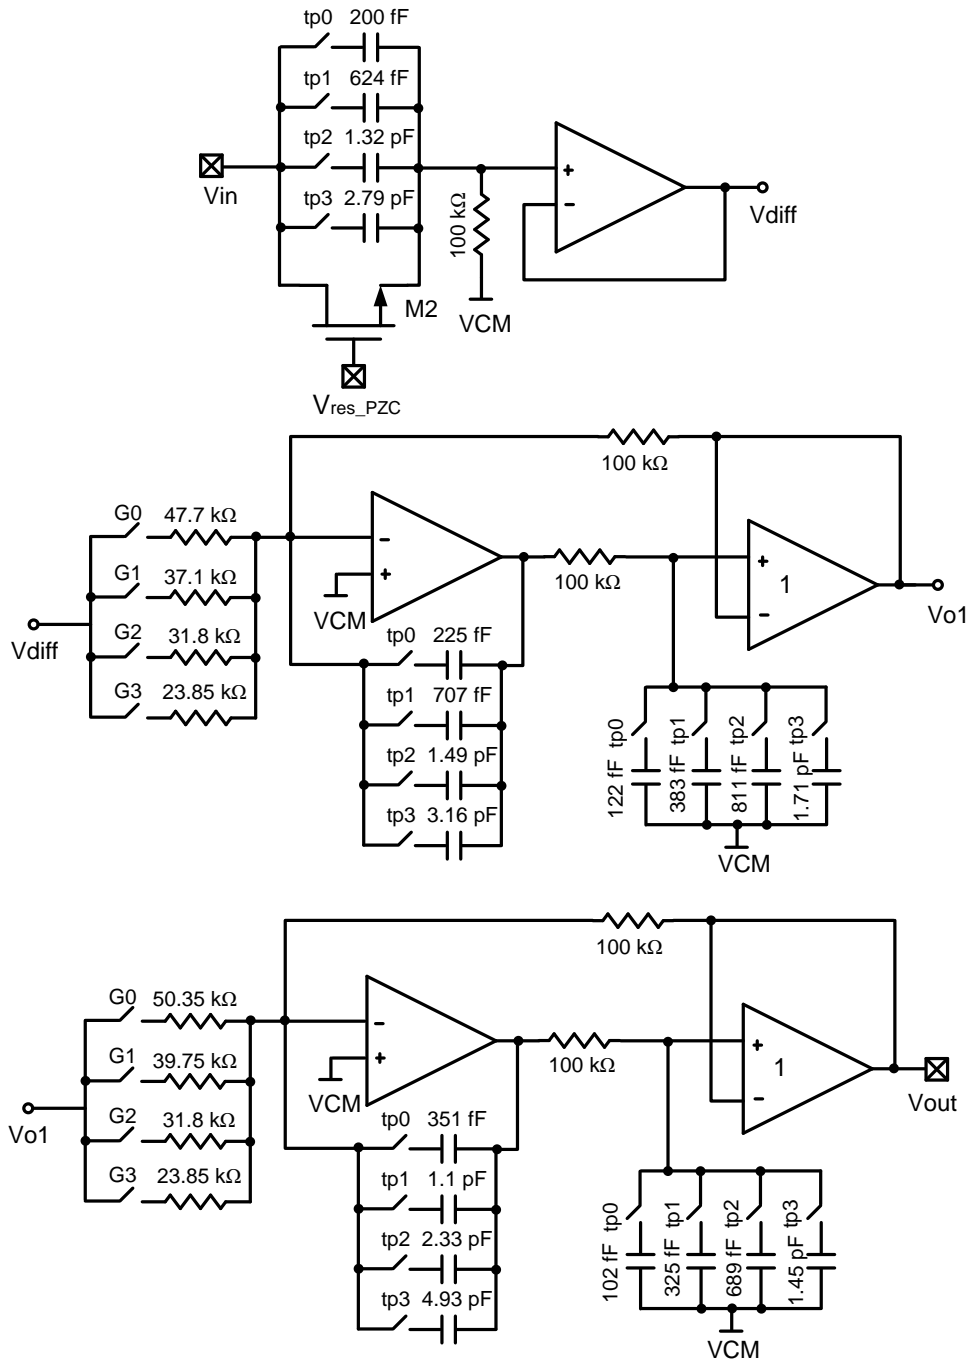 tp0 200 fF
tp1 624 fF
tp2 1.32 pF
tp3 2.79 pF
Vin
100 kΩ
VCM
+
−
Vdiff
M2
Vres_PZC
100 kΩ
G0 47.7 kΩ
G1 37.1 kΩ
G2 31.8 kΩ
G3 23.85 kΩ
Vdiff
−
+
VCM
100 kΩ
+
1
−
Vo1
tp0 225 fF
tp1 707 fF
tp2 1.49 pF
tp3 3.16 pF
122 fF tp0
383 fF tp1
811 fF tp2
1.71 pF tp3
VCM
100 kΩ
G0 50.35 kΩ
G1 39.75 kΩ
G2 31.8 kΩ
G3 23.85 kΩ
Vo1
−
+
VCM
100 kΩ
+
1
−
Vout
tp0 351 fF
tp1 1.1 pF
tp2 2.33 pF
tp3 4.93 pF
102 fF tp0
325 fF tp1
689 fF tp2
1.45 pF tp3
VCM